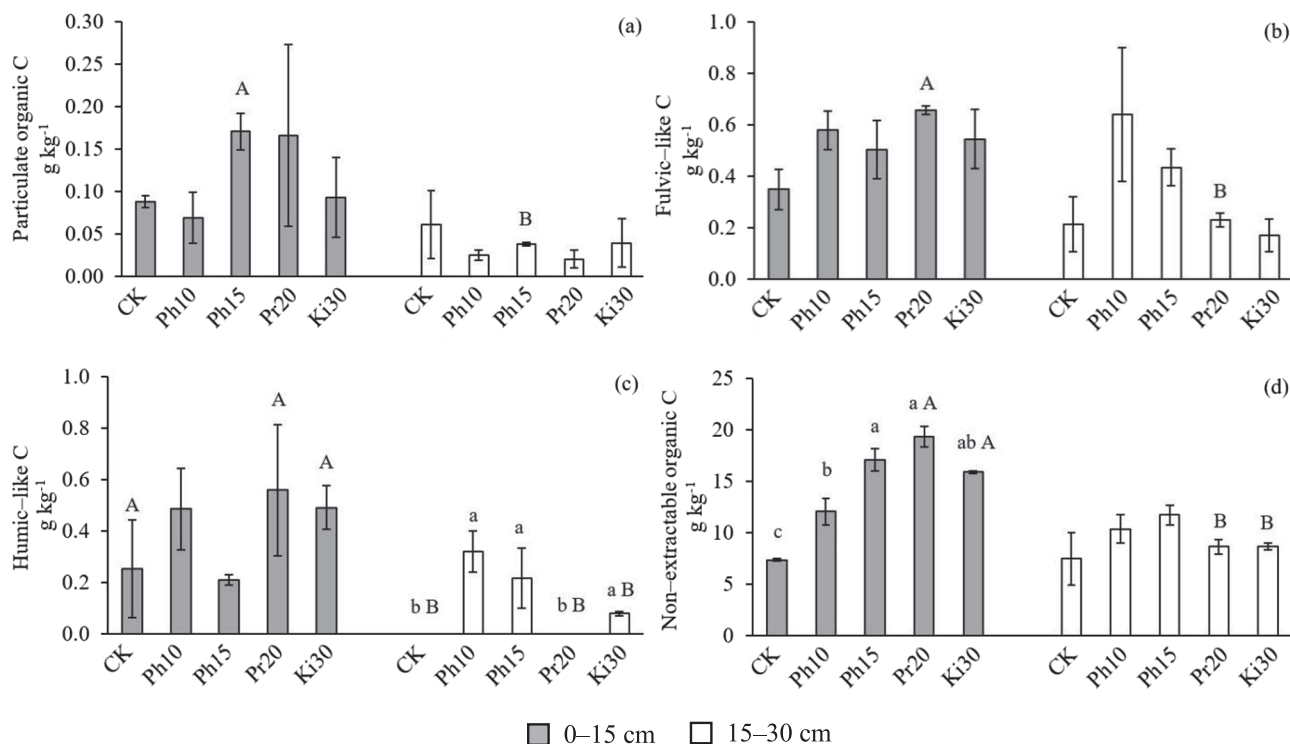 (a)
Particulate organic C
g kg⁻¹
0.30
0.25
0.20
0.15
0.10
0.05
0.00
A
B
CK Ph10 Ph15 Pr20 Ki30 CK Ph10 Ph15 Pr20 Ki30
(b)
Fulvic–like C
g kg⁻¹
1.0
0.8
0.6
0.4
0.2
0.0
A
B
CK Ph10 Ph15 Pr20 Ki30 CK Ph10 Ph15 Pr20 Ki30
(c)
Humic–like C
g kg⁻¹
1.0
0.8
0.6
0.4
0.2
0.0
A A A
b B a a b B a B
CK Ph10 Ph15 Pr20 Ki30 CK Ph10 Ph15 Pr20 Ki30
(d)
Non–extractable organic C
g kg⁻¹
25
20
15
10
5
0
c b a a A ab A
B B
CK Ph10 Ph15 Pr20 Ki30 CK Ph10 Ph15 Pr20 Ki30
0–15 cm 15–30 cm